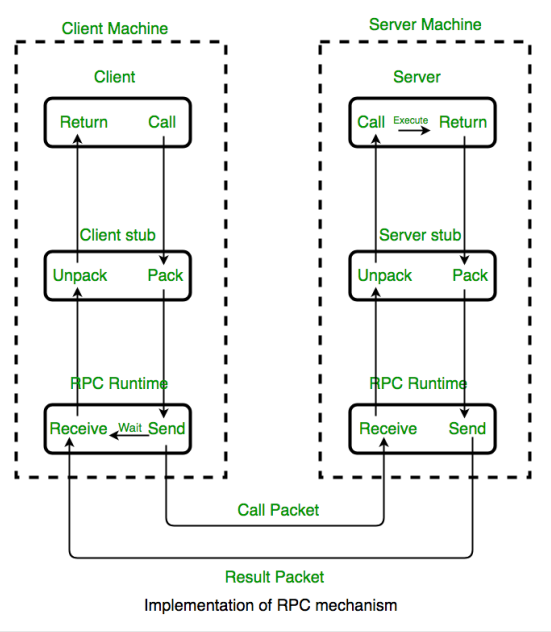 Client Machine
Server Machine
Client
Server
Return Call
Call Execute Return
Client stub
Server stub
Unpack Pack
Unpack Pack
RPC Runtime
RPC Runtime
Receive Wait Send
Receive Send
Call Packet
Result Packet
Implementation of RPC mechanism